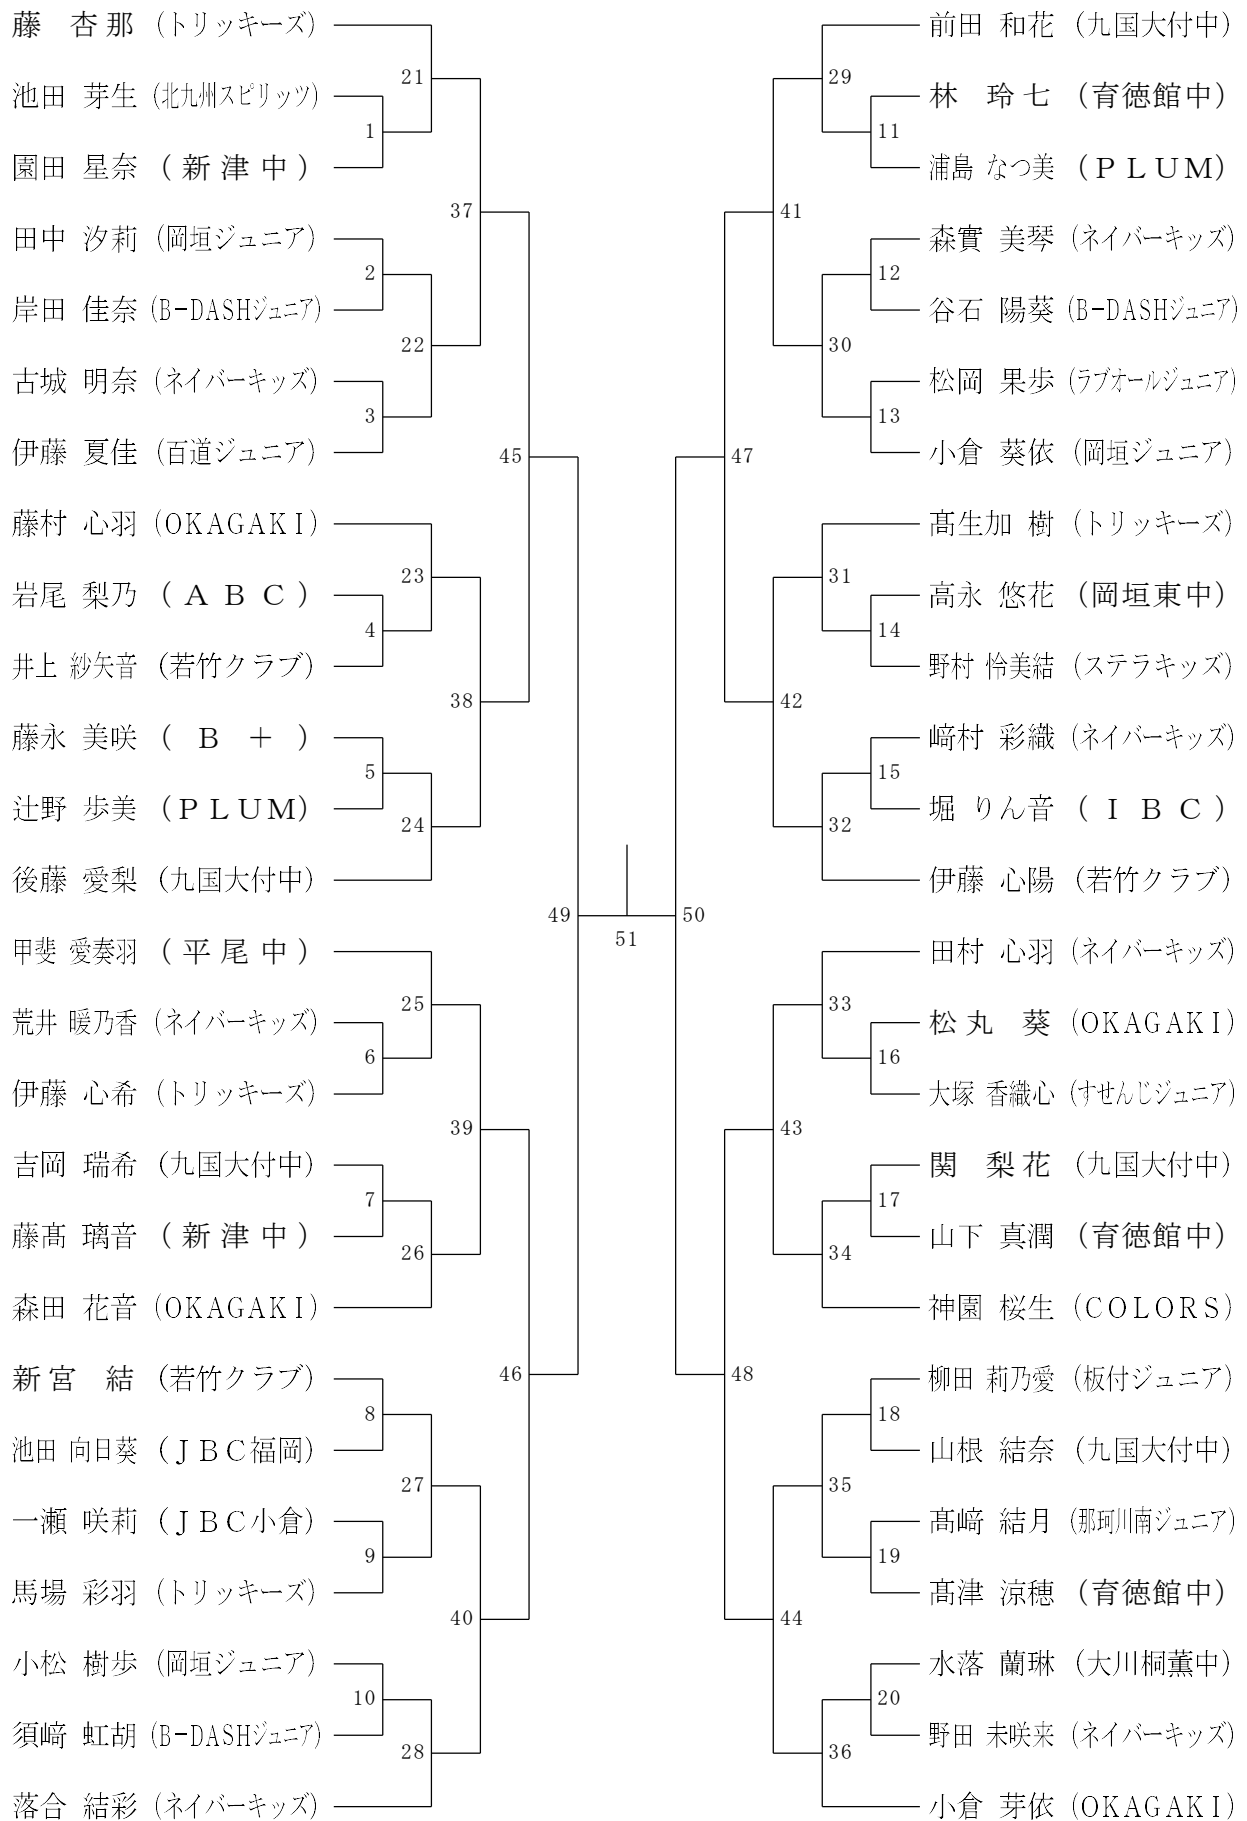 藤 杏那 (トリッキーズ)
21
池田 芽生 (北九州スピリッツ)
1
園田 星奈 (新津中)
37
田中 汐莉 (岡垣ジュニア)
2
岸田 佳奈 (B-DASHジュニア)
22
古城 明奈 (ネイバーキッズ)
3
伊藤 夏佳 (百道ジュニア)
45
藤村 心羽 (OKAGAKI)
23
岩尾 梨乃 (ABC)
4
井上 紗矢音 (若竹クラブ)
38
藤永 美咲 (B+)
5
辻野 歩美 (PLUM)
24
後藤 愛梨 (九国大付中)
49
甲斐 愛奏羽 (平尾中)
25
荒井 暖乃香 (ネイバーキッズ)
6
伊藤 心希 (トリッキーズ)
39
吉岡 瑞希 (九国大付中)
7
藤髙 璃音 (新津中)
26
森田 花音 (OKAGAKI)
46
新宮 結 (若竹クラブ)
8
池田 向日葵 (JBC福岡)
27
一瀬 咲莉 (JBC小倉)
9
馬場 彩羽 (トリッキーズ)
40
小松 樹歩 (岡垣ジュニア)
10
須﨑 虹胡 (B-DASHジュニア)
28
落合 結彩 (ネイバーキッズ)
51
前田 和花 (九国大付中)
29
林 玲七 (育徳館中)
11
浦島 なつ美 (PLUM)
41
森實 美琴 (ネイバーキッズ)
12
谷石 陽葵 (B-DASHジュニア)
30
松岡 果歩 (ラブオールジュニア)
13
小倉 葵依 (岡垣ジュニア)
47
髙生加 樹 (トリッキーズ)
31
高永 悠花 (岡垣東中)
14
野村 怜美結 (ステラキッズ)
42
﨑村 彩織 (ネイバーキッズ)
15
堀 りん音 (IBC)
32
伊藤 心陽 (若竹クラブ)
50
田村 心羽 (ネイバーキッズ)
33
松丸 葵 (OKAGAKI)
16
大塚 香織心 (すせんじジュニア)
43
関 梨花 (九国大付中)
17
山下 真潤 (育徳館中)
34
神園 桜生 (COLORS)
48
柳田 莉乃愛 (板付ジュニア)
18
山根 結奈 (九国大付中)
35
髙﨑 結月 (那珂川南ジュニア)
19
髙津 涼穂 (育徳館中)
44
水落 蘭琳 (大川桐薫中)
20
野田 未咲来 (ネイバーキッズ)
36
小倉 芽依 (OKAGAKI)